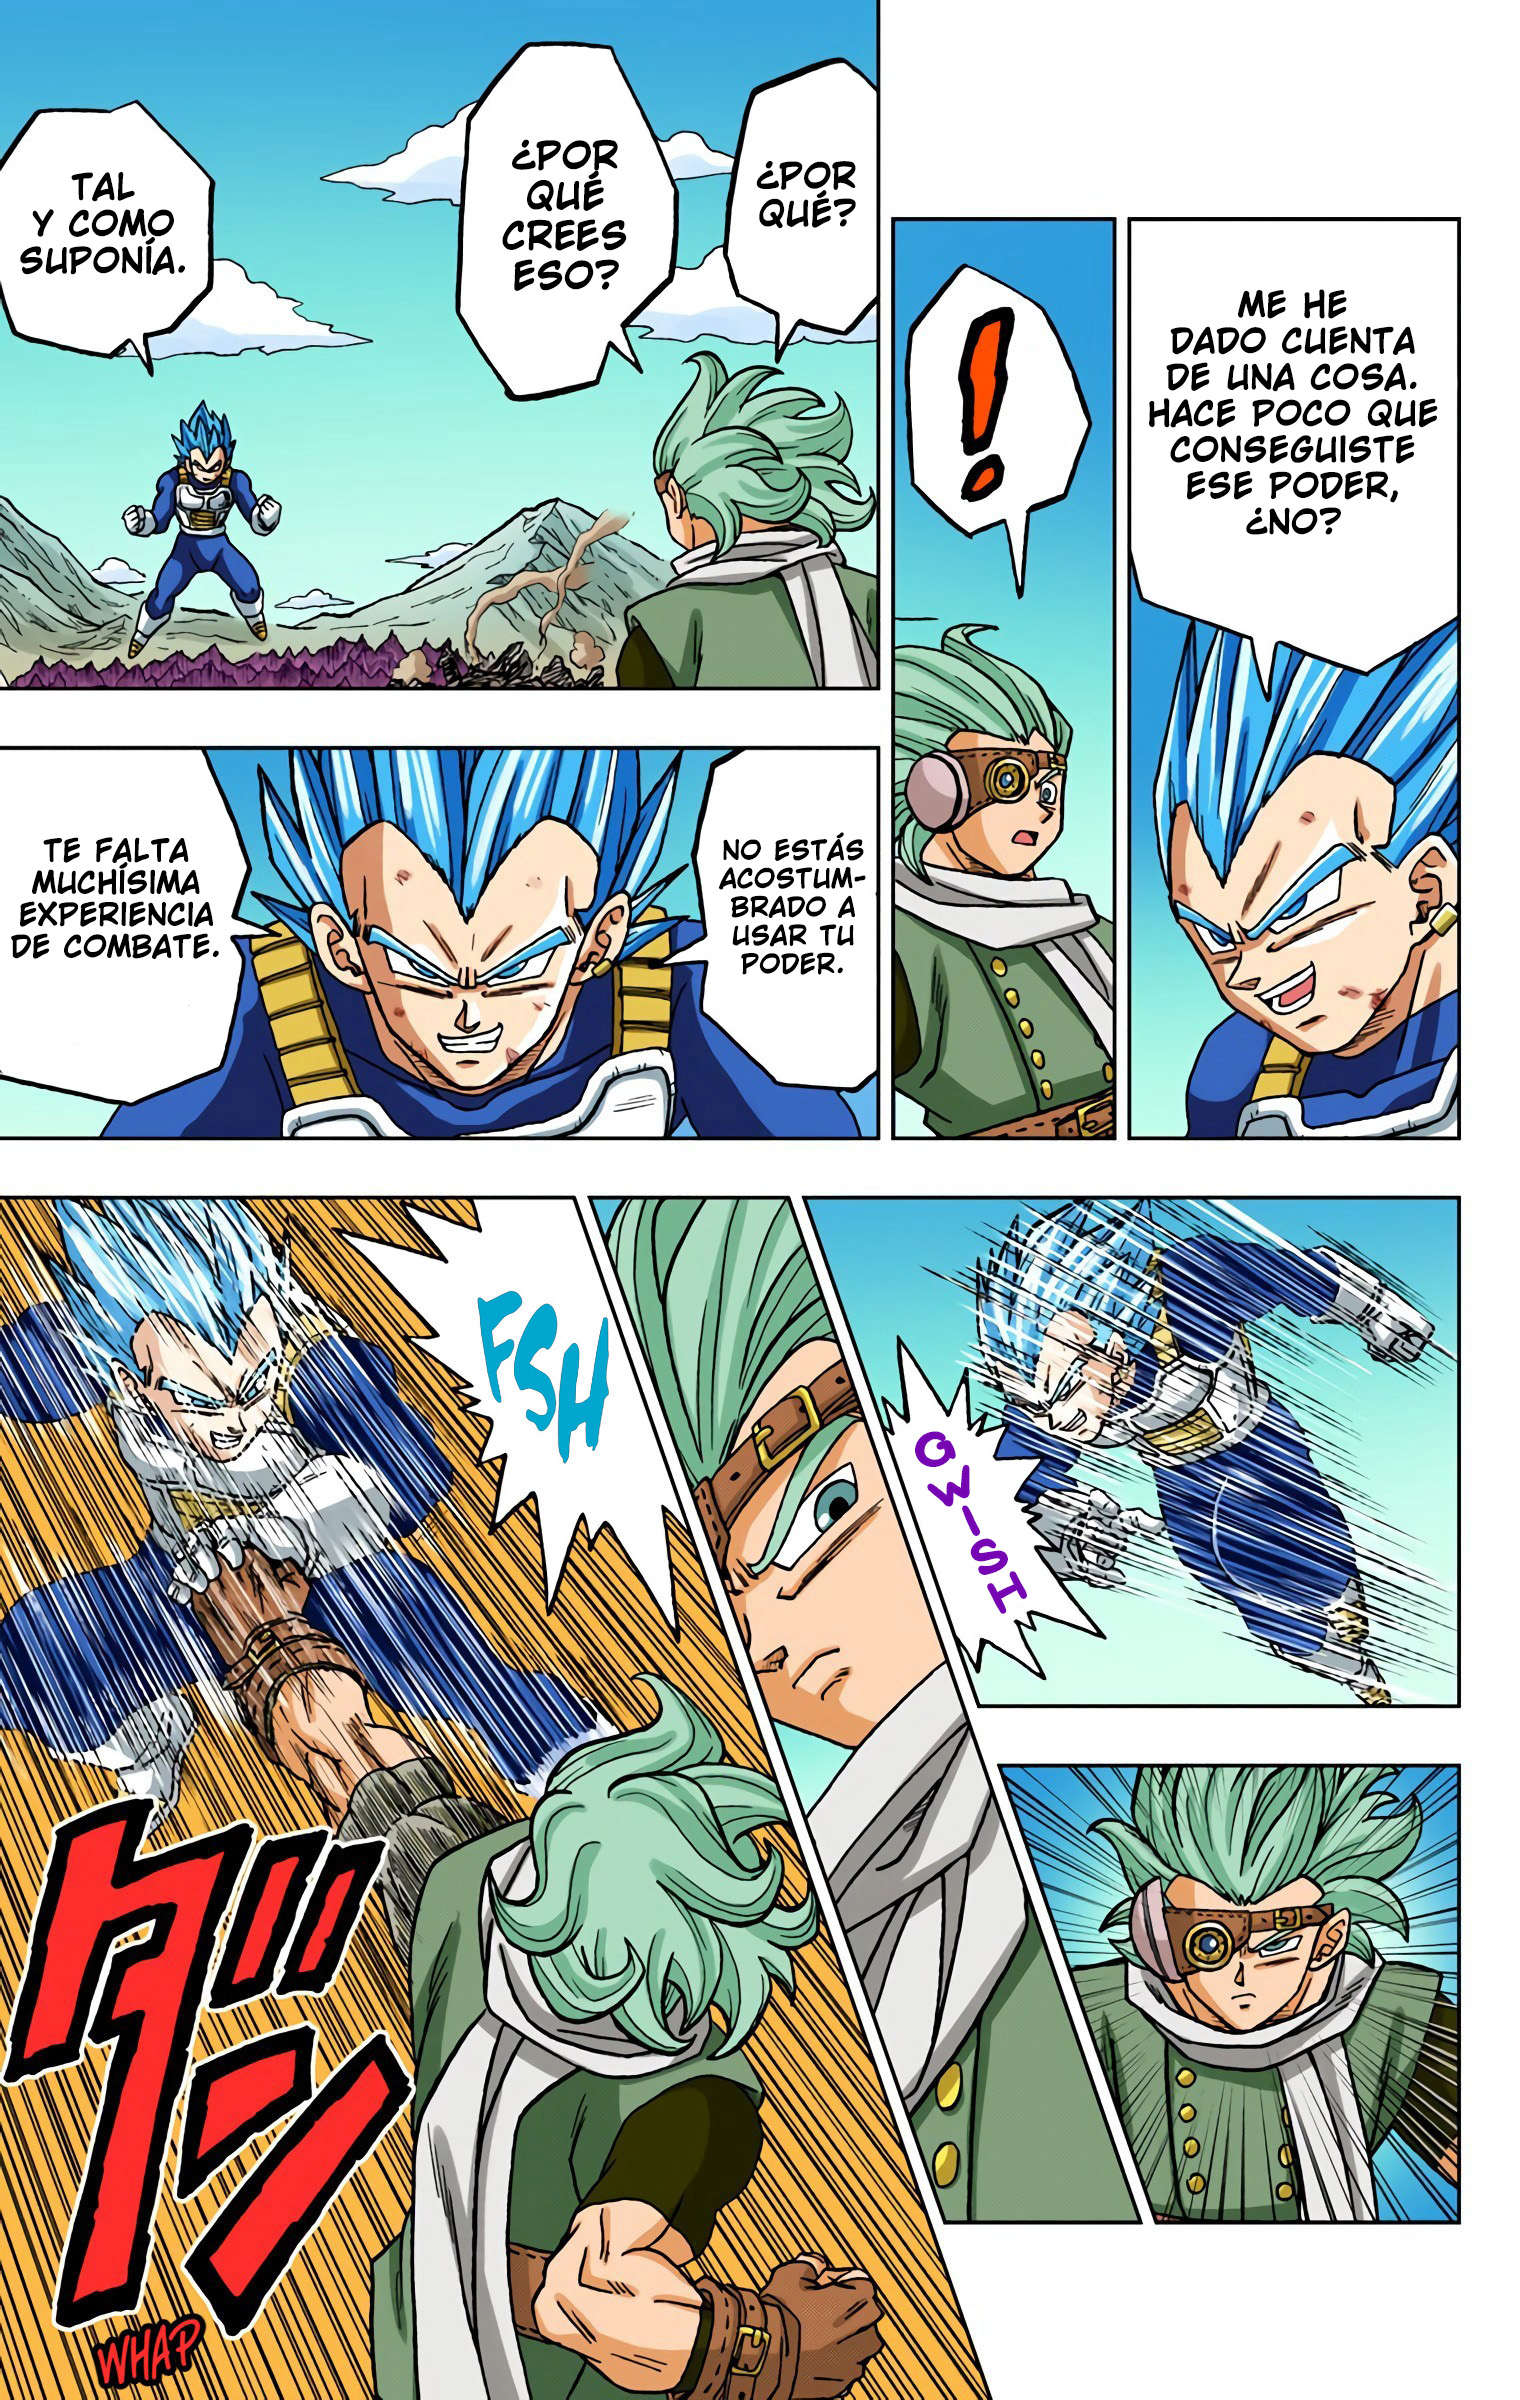 ME HE
DADO CUENTA
DE UNA COSA.
HACE POCO QUE
CONSEGUISTE
ESE PODER,
¿NO?
!
¿POR
QUÉ?
¿POR
QUÉ
CREES
ESO?
TAL
Y COMO
SUPONÍA.
NO ESTÁS
ACOSTUM-
BRADO A
USAR TU
PODER.
TE FALTA
MUCHÍSIMA
EXPERIENCIA
DE COMBATE.
GWISH
FSH
ダン
WHAP